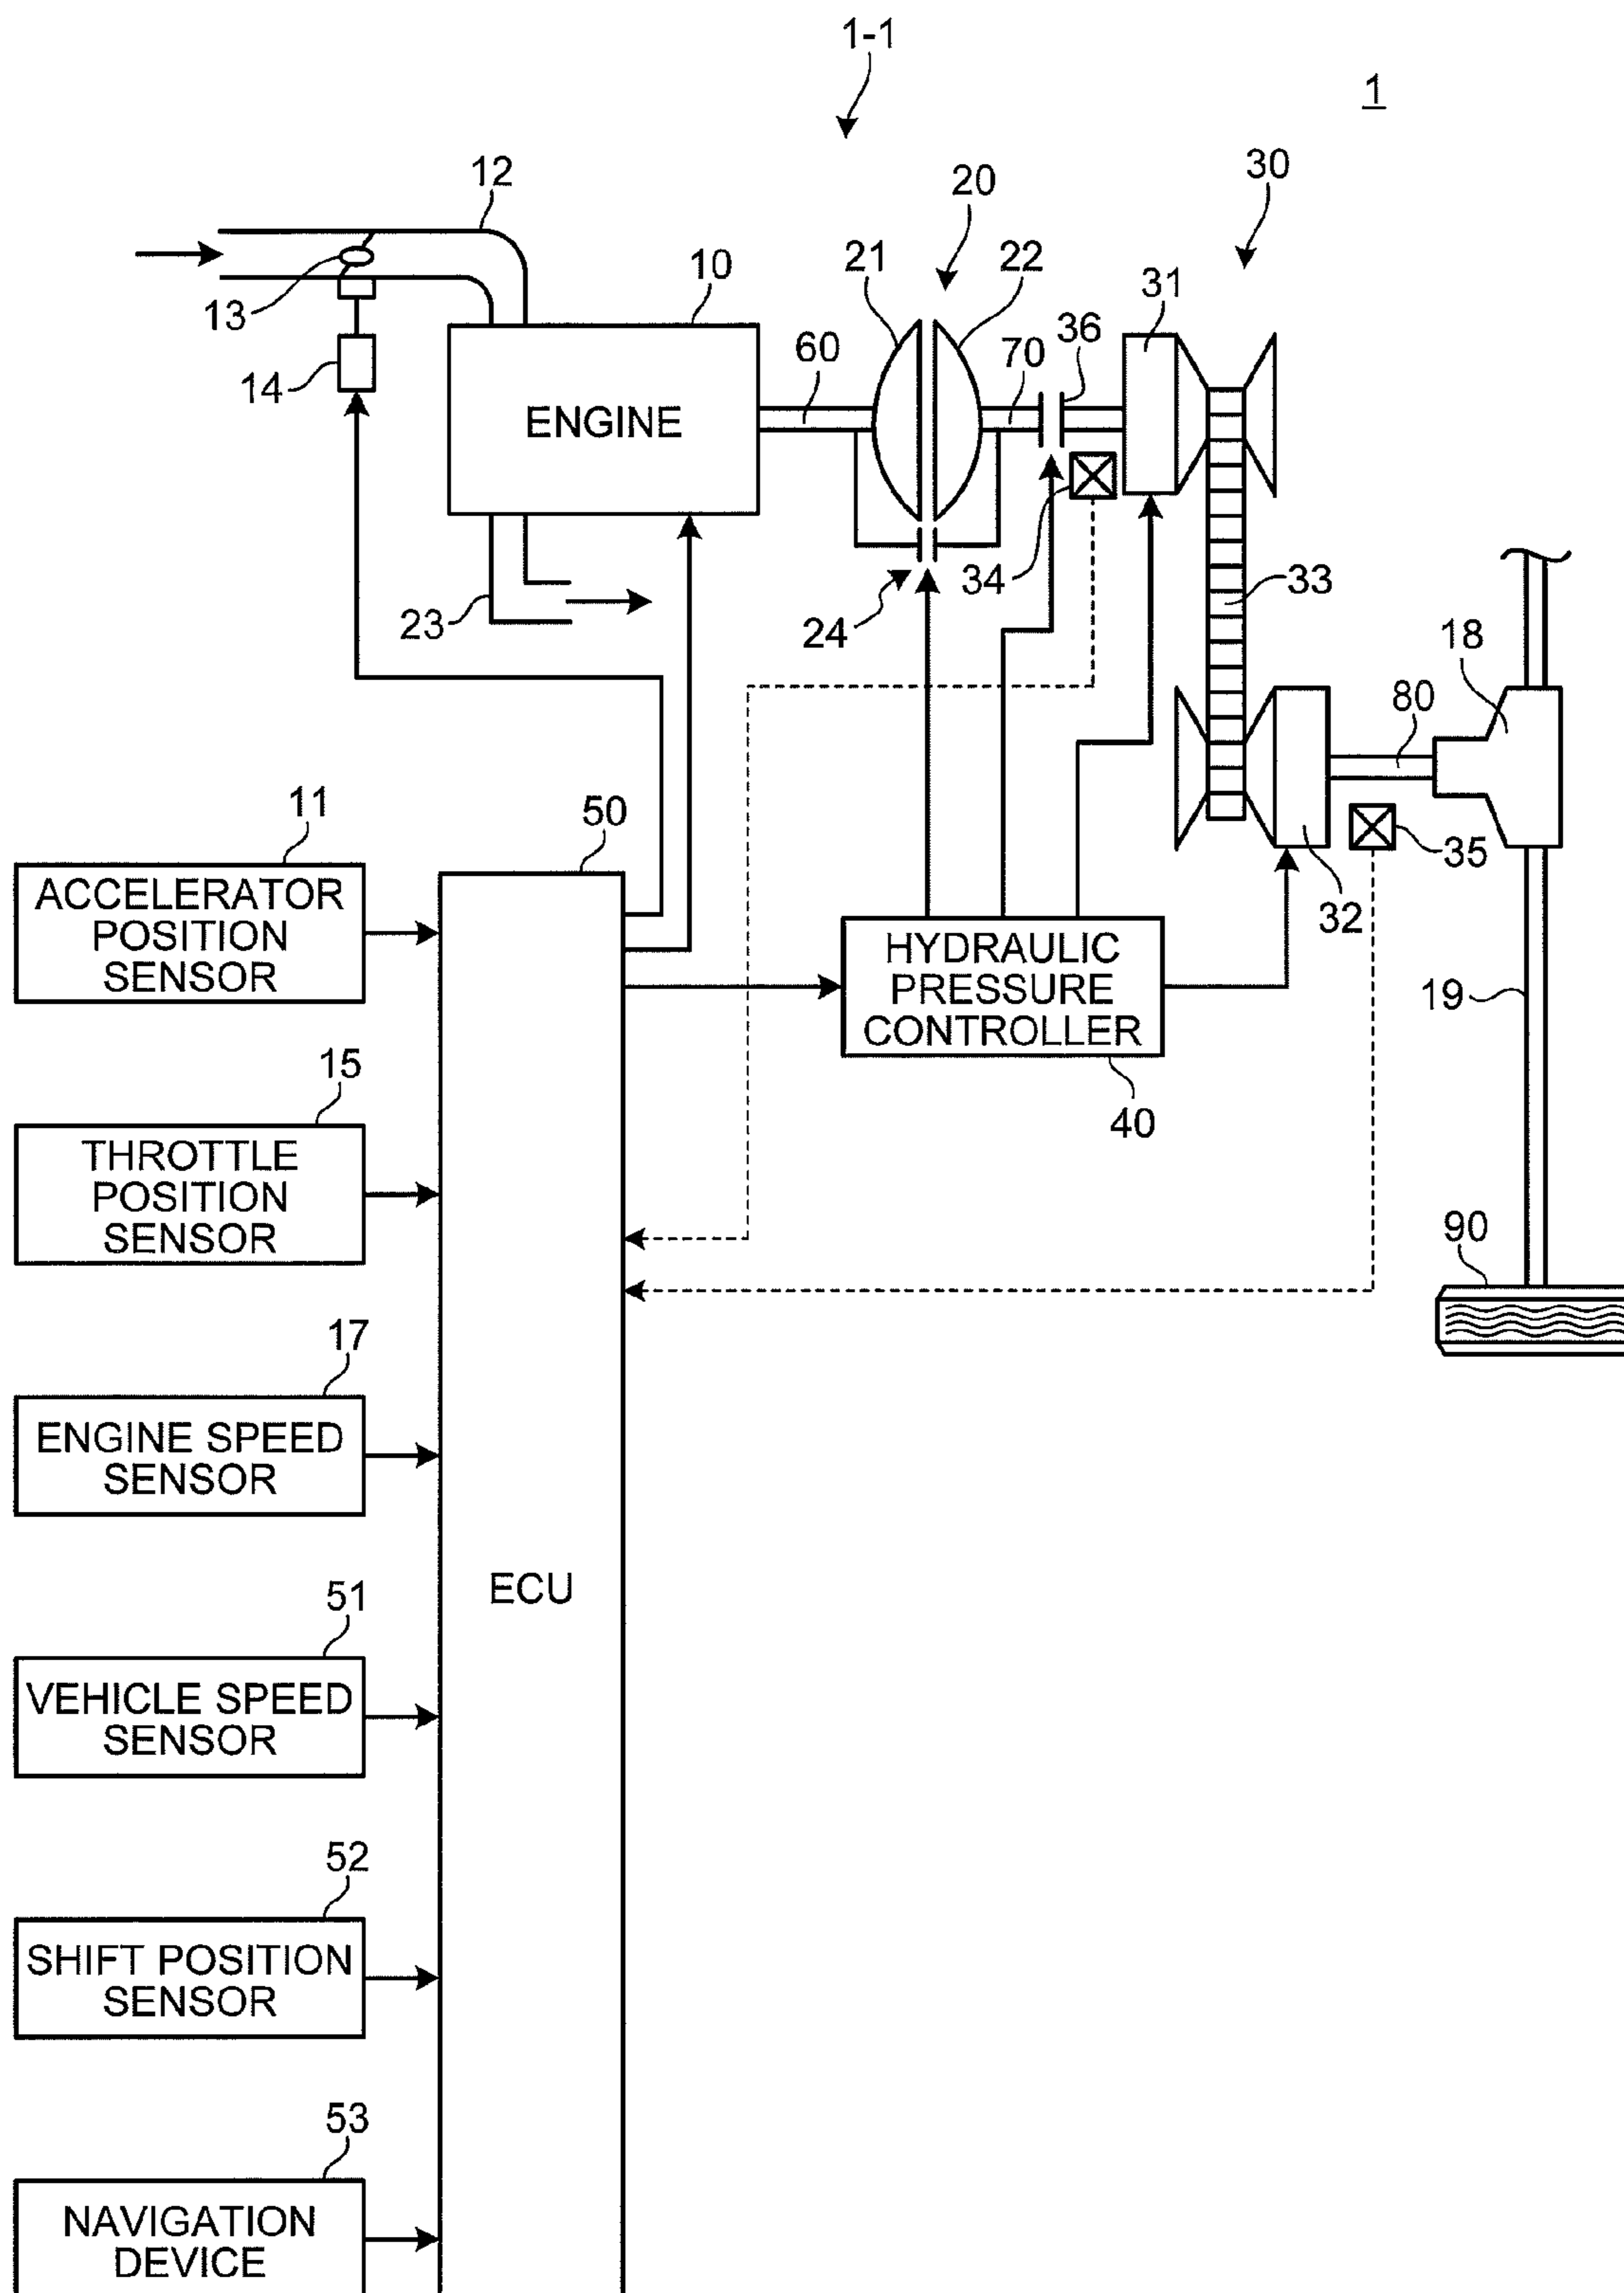 1-1
1
12
20
30
13
10
21
22
31
14
ENGINE
60
70
36
23
24
34
33
18
80
11
50
35
32
ACCELERATOR
POSITION
SENSOR
HYDRAULIC
PRESSURE
CONTROLLER
19
15
40
THROTTLE
POSITION
SENSOR
90
17
ENGINE SPEED
SENSOR
ECU
51
VEHICLE SPEED
SENSOR
52
SHIFT POSITION
SENSOR
53
NAVIGATION
DEVICE